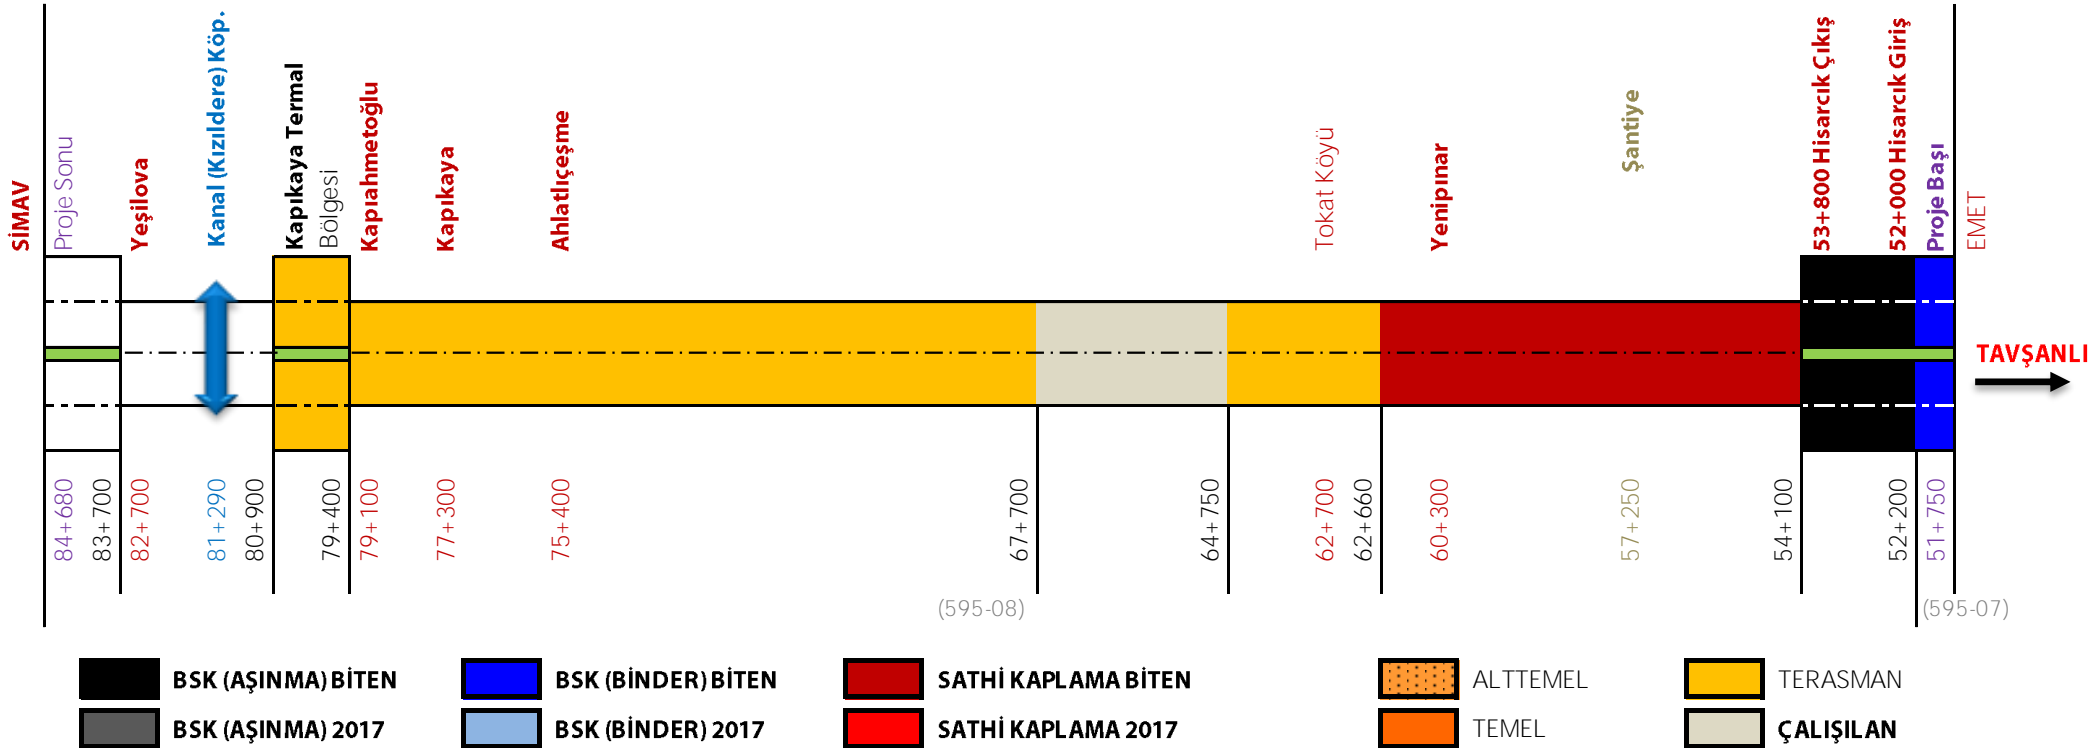 SİMAV
Proje Sonu
Yeşilova
Kanal (Kızıldere) Köp.
Kapıkaya Termal
Bölgesi
Kapıahmetoğlu
Kapıkaya
Ahlatlıçeşme
Tokat Köyü
Yenipınar
Şantiye
53+800 Hisarcık Çıkış
52+000 Hisarcık Giriş
Proje Başı
EMET
TAVŞANLI
84+680
83+700
82+700
81+290
80+900
79+400
79+100
77+300
75+400
67+700
64+750
62+700
62+660
60+300
57+250
54+100
52+200
51+750
(595-08)
(595-07)
BSK (AŞINMA) BİTEN
BSK (BİNDER) BİTEN
SATHİ KAPLAMA BİTEN
ALTTEMEL
TERASMAN
BSK (AŞINMA) 2017
BSK (BİNDER) 2017
SATHİ KAPLAMA 2017
TEMEL
ÇALIŞILAN